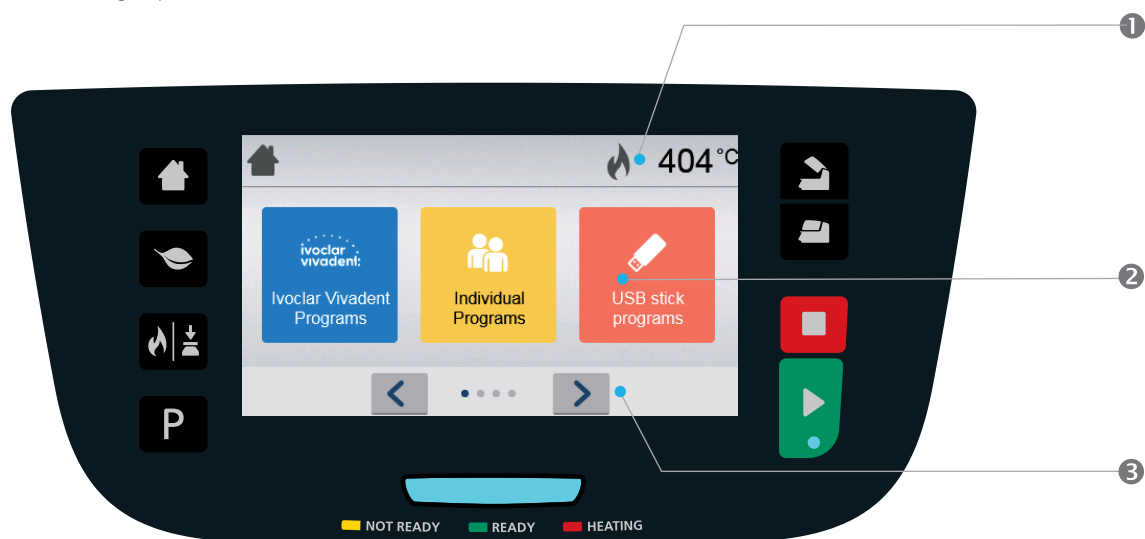 1
404 °C
ivoclar
vivadent:
Ivoclar Vivadent
Programs
Individual
Programs
USB stick
programs
2
P
3
NOT READY
READY
HEATING